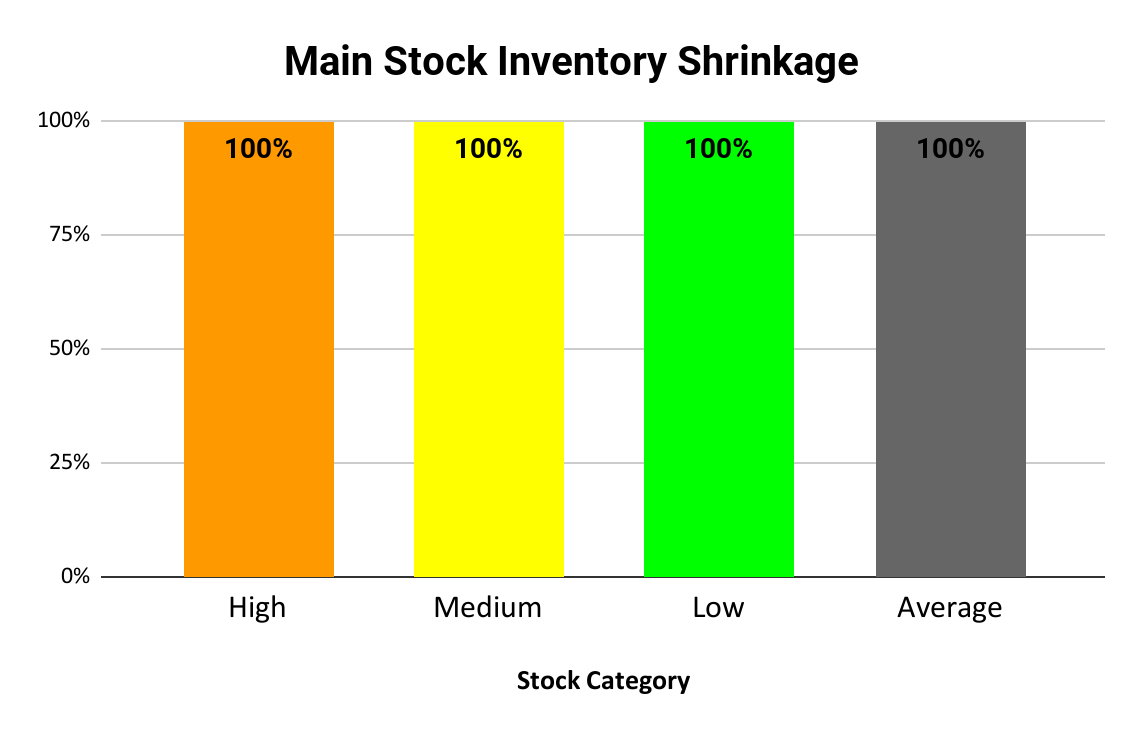 Main Stock Inventory Shrinkage
100%
100% 100% 100% 100%
75%
50%
25%
0%
High Medium Low Average
Stock Category